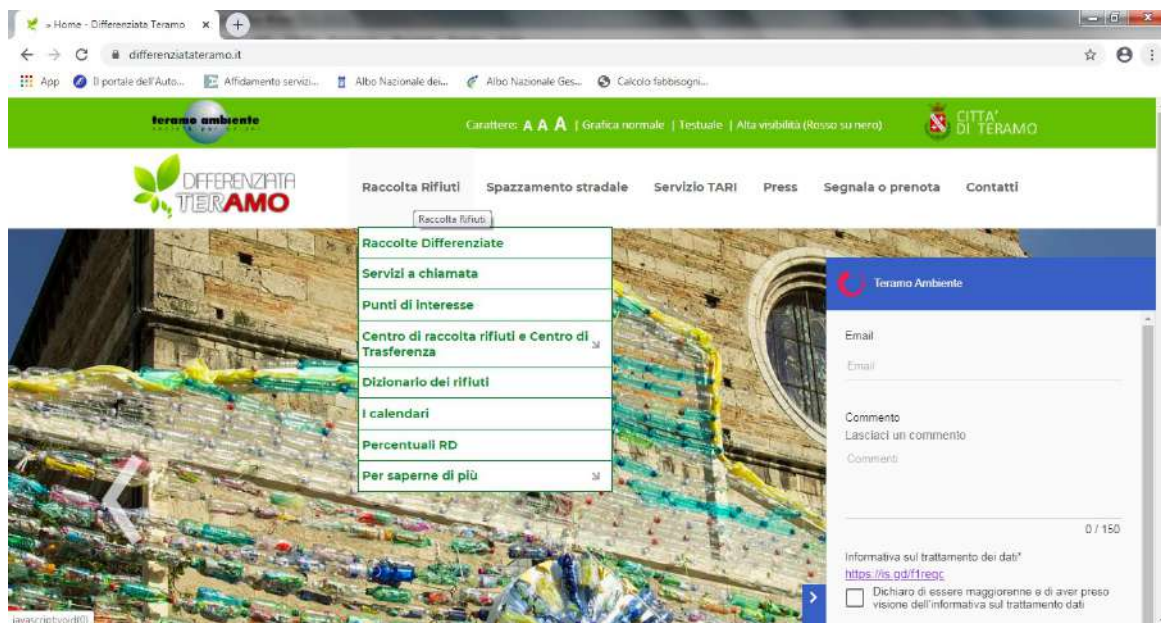 » Home - Differenziata Teramo
differenziatateramo.it
App Il portale dell'Auto... Affidamento servizi... Albo Nazionale dei... Albo Nazionale Ges... Calcolo fabbisogni...
teramo ambiente
Carattere: A A A | Grafica normale | Testuale | Alta visibilità (Rosso su nero)
CITTA'
DI TERAMO
DIFFERENZIATA
TERAMO
Raccolta Rifiuti Spazzamento stradale Servizio TARI Press Segnala o prenota Contatti
Raccolta Rifiuti
Raccolte Differenziate
Servizi a chiamata
Punti di interesse
Centro di raccolta rifiuti e Centro di
Trasferenza
Dizionario dei rifiuti
I calendari
Percentuali RD
Per saperne di più
Teramo Ambiente
Email
Email
Commento
Lasciaci un commento
Commenti
0 / 150
Informativa sul trattamento dei dati*
https://is.gd/f1reqc
Dichiaro di essere maggiorenne e di aver preso
visione dell'informativa sul trattamento dati
javascript:void(0)